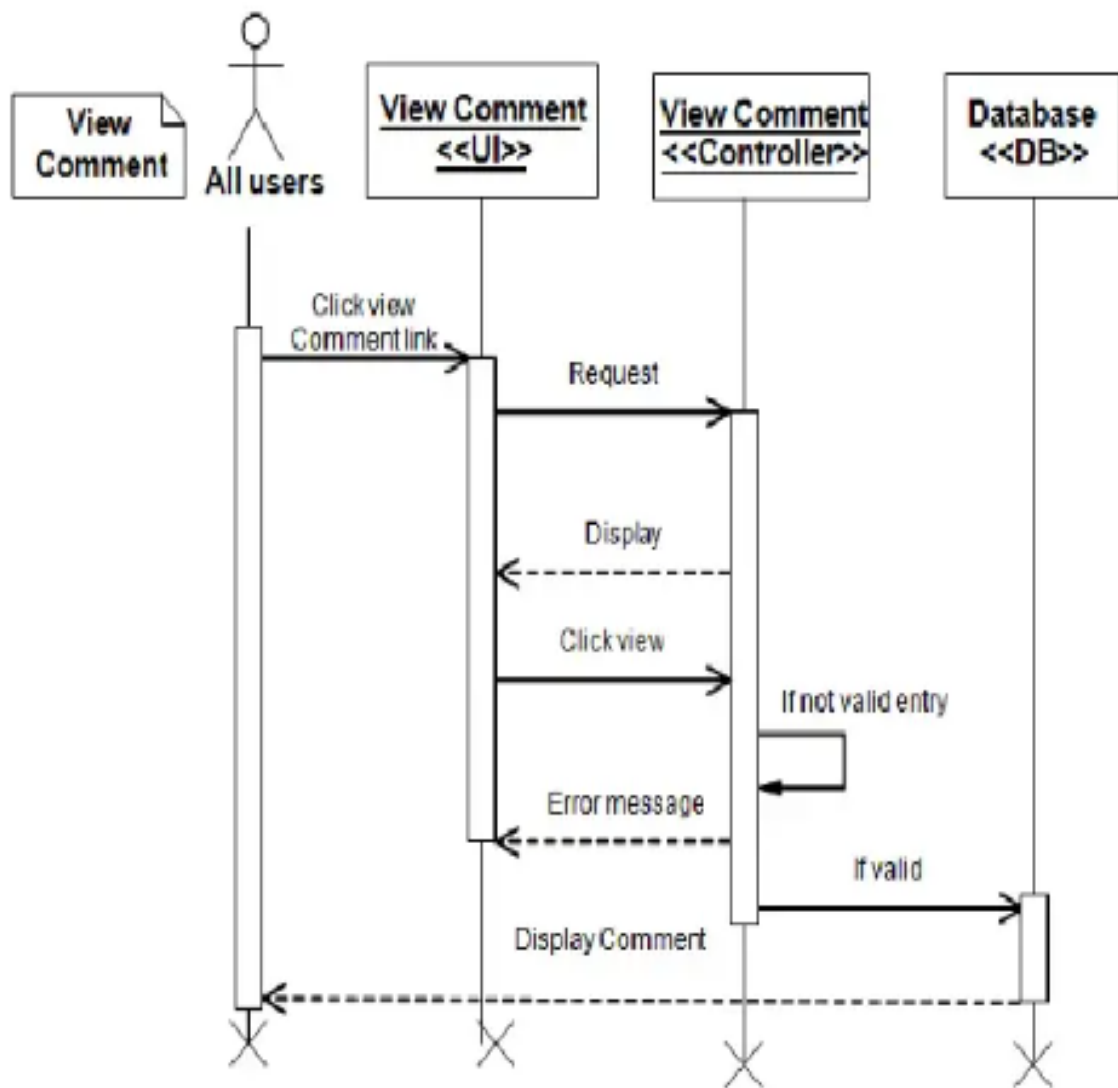 View
Comment
All users
View Comment
<<UI>>
View Comment
<<Controller>>
Database
<<DB>>
Click view
Comment link
Request
Display
Click view
If not valid entry
Error message
If valid
Display Comment